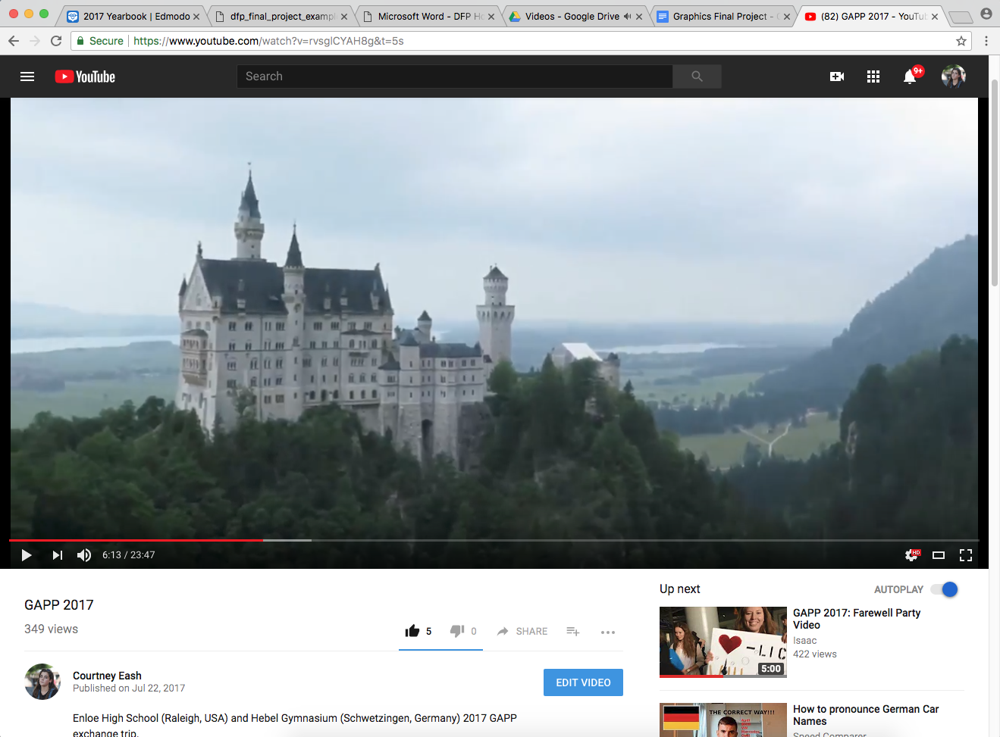 2017 Yearbook | Edmodo
dfp_final_project_exampl
Microsoft Word - DFP Ho
Videos - Google Drive
Graphics Final Project -
(82) GAPP 2017 - YouTub
Secure
https://www.youtube.com/watch?v=rvsglCYAH8g&t=5s
YouTube
Search
9+
6:13 / 23:47
HD
GAPP 2017
349 views
5
0
SHARE
Courtney Eash
Published on Jul 22, 2017
EDIT VIDEO
Enloe High School (Raleigh, USA) and Hebel Gymnasium (Schwetzingen, Germany) 2017 GAPP
exchange trip.
Up next
AUTOPLAY
GAPP 2017: Farewell Party
Video
Isaac
422 views
5:00
THE CORRECT WAY!!!
How to pronounce German Car
Names
Speed Comparer